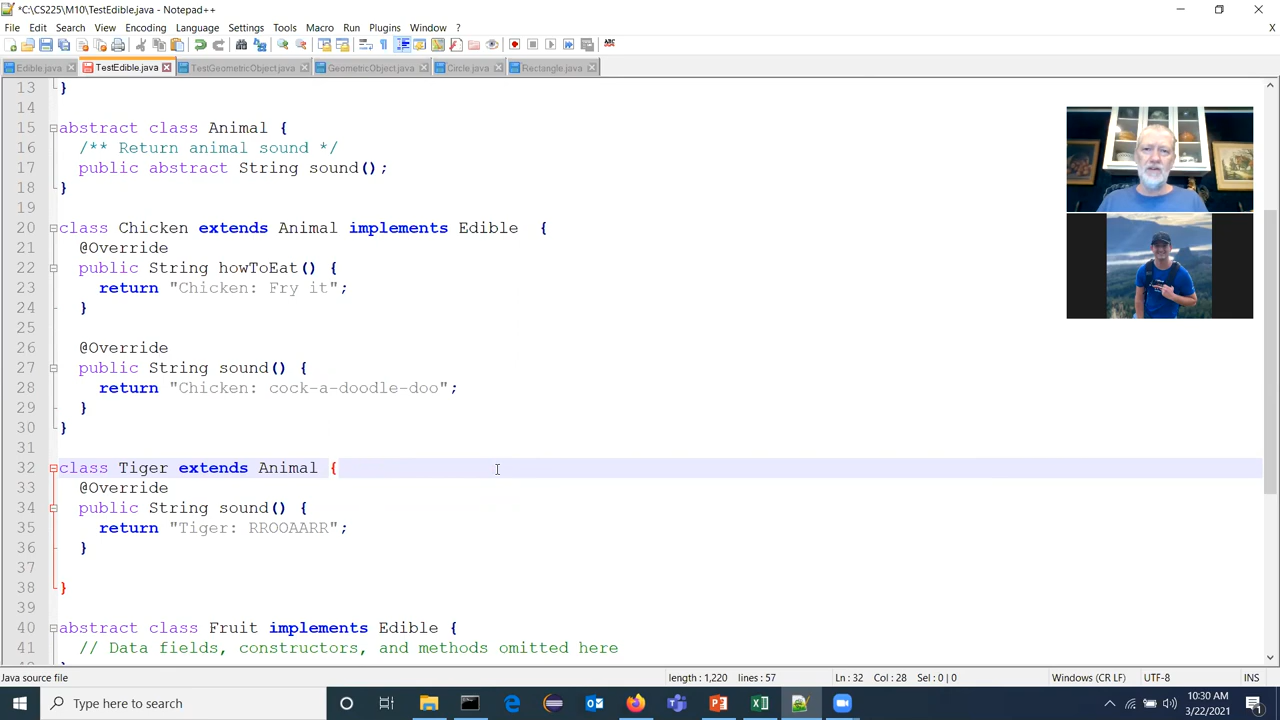 *C:\CS225\M10\TestEdible.java - Notepad++
File Edit Search View Encoding Language Settings Tools Macro Run Plugins Window ? X
Edible.java TestEdible.java TestGeometricObject.java GeometricObject.java Circle.java Rectangle.java
13 }
14
15 abstract class Animal {
16 /** Return animal sound */
17 public abstract String sound();
18 }
19
20 class Chicken extends Animal implements Edible {
21 @Override
22 public String howToEat() {
23 return "Chicken: Fry it";
24 }
25
26 @Override
27 public String sound() {
28 return "Chicken: cock-a-doodle-doo";
29 }
30 }
31
32 class Tiger extends Animal {
33 @Override
34 public String sound() {
35 return "Tiger: RROOAARR";
36 }
37
38 }
39
40 abstract class Fruit implements Edible {
41 // Data fields, constructors, and methods omitted here
Java source file length : 1,220 lines : 57 Ln : 32 Col : 28 Sel : 0 | 0 Windows (CR LF) UTF-8 INS
Type here to search
10:30 AM
3/22/2021